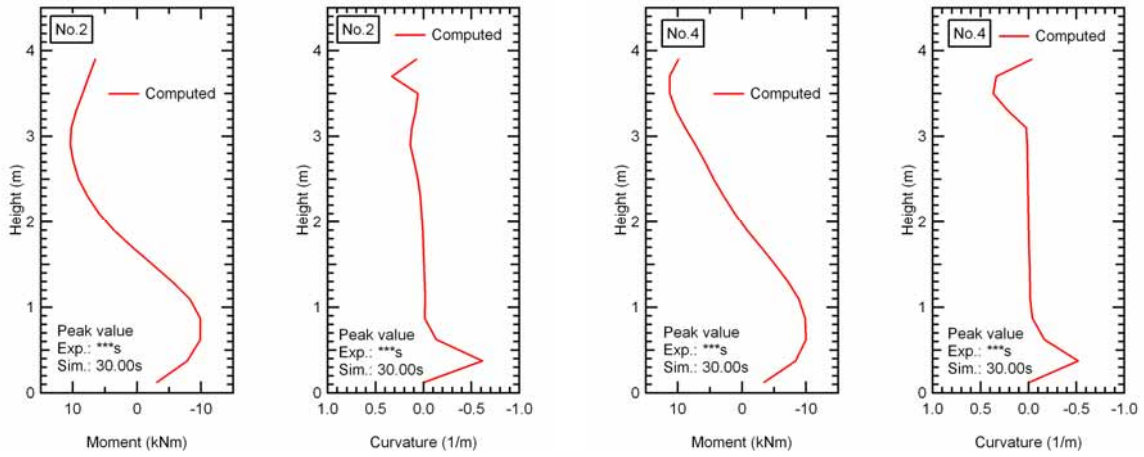 No.2
Computed
4
3
2
1
0
Height (m)
Peak value
Exp.: ***s
Sim.: 30.00s
10 0 -10
Moment (kNm)
No.2
Computed
4
3
2
1
0
Height (m)
Peak value
Exp.: ***s
Sim.: 30.00s
1.0 0.5 0.0 -0.5 -1.0
Curvature (1/m)
No.4
Computed
4
3
2
1
0
Height (m)
Peak value
Exp.: ***s
Sim.: 30.00s
10 0 -10
Moment (kNm)
No.4
Computed
4
3
2
1
0
Height (m)
Peak value
Exp.: ***s
Sim.: 30.00s
1.0 0.5 0.0 -0.5 -1.0
Curvature (1/m)